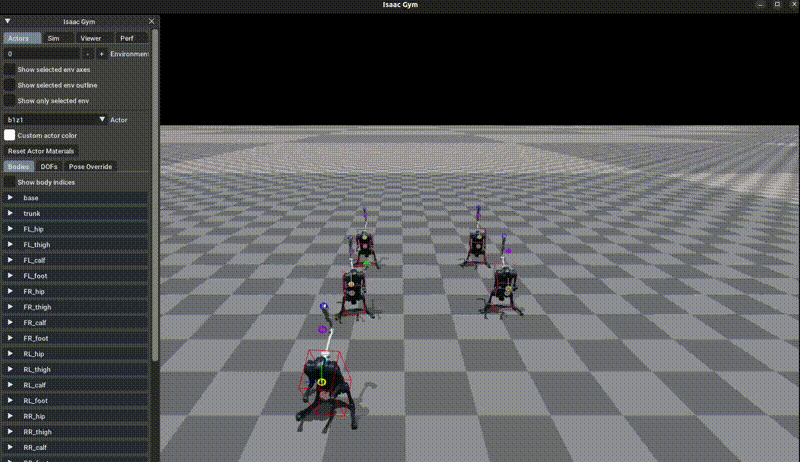 Isaac Gym
Isaac Gym
Actors Sim Viewer Perf
0 - + Environment
Show selected env axes
Show selected env outline
Show only selected env
b1z1 Actor
Custom actor color
Reset Actor Materials
Bodies DOFs Pose Override
Show body indices
base
trunk
FL_hip
FL_thigh
FL_calf
FL_foot
FR_hip
FR_thigh
FR_calf
FR_foot
RL_hip
RL_thigh
RL_calf
RL_foot
RR_hip
RR_thigh
RR_calf